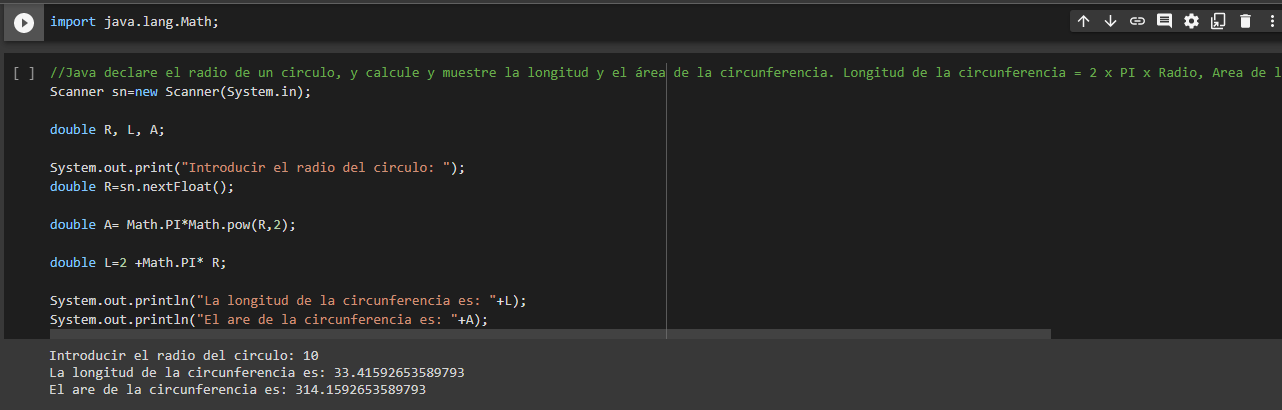 import java.lang.Math;
[ ] //Java declare el radio de un circulo, y calcule y muestre la longitud y el área de la circunferencia. Longitud de la circunferencia = 2 x PI x Radio, Area de l
Scanner sn=new Scanner(System.in);
double R, L, A;
System.out.print("Introducir el radio del circulo: ");
double R=sn.nextFloat();
double A= Math.PI*Math.pow(R,2);
double L=2 +Math.PI* R;
System.out.println("La longitud de la circunferencia es: "+L);
System.out.println("El are de la circunferencia es: "+A);
Introducir el radio del circulo: 10
La longitud de la circunferencia es: 33.41592653589793
El are de la circunferencia es: 314.1592653589793